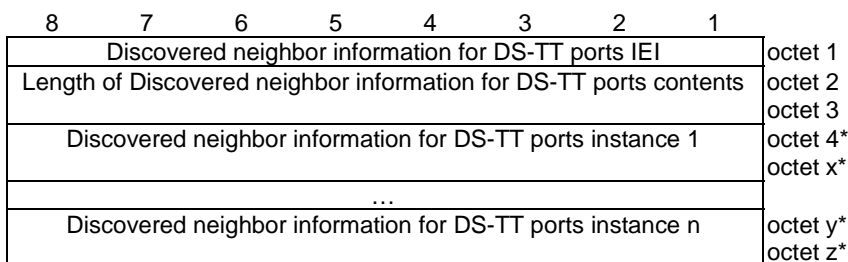 8 7 6 5 4 3 2 1
Discovered neighbor information for DS-TT ports IEI octet 1
Length of Discovered neighbor information for DS-TT ports contents octet 2
octet 3
Discovered neighbor information for DS-TT ports instance 1 octet 4*
octet x*
…
Discovered neighbor information for DS-TT ports instance n octet y*
octet z*